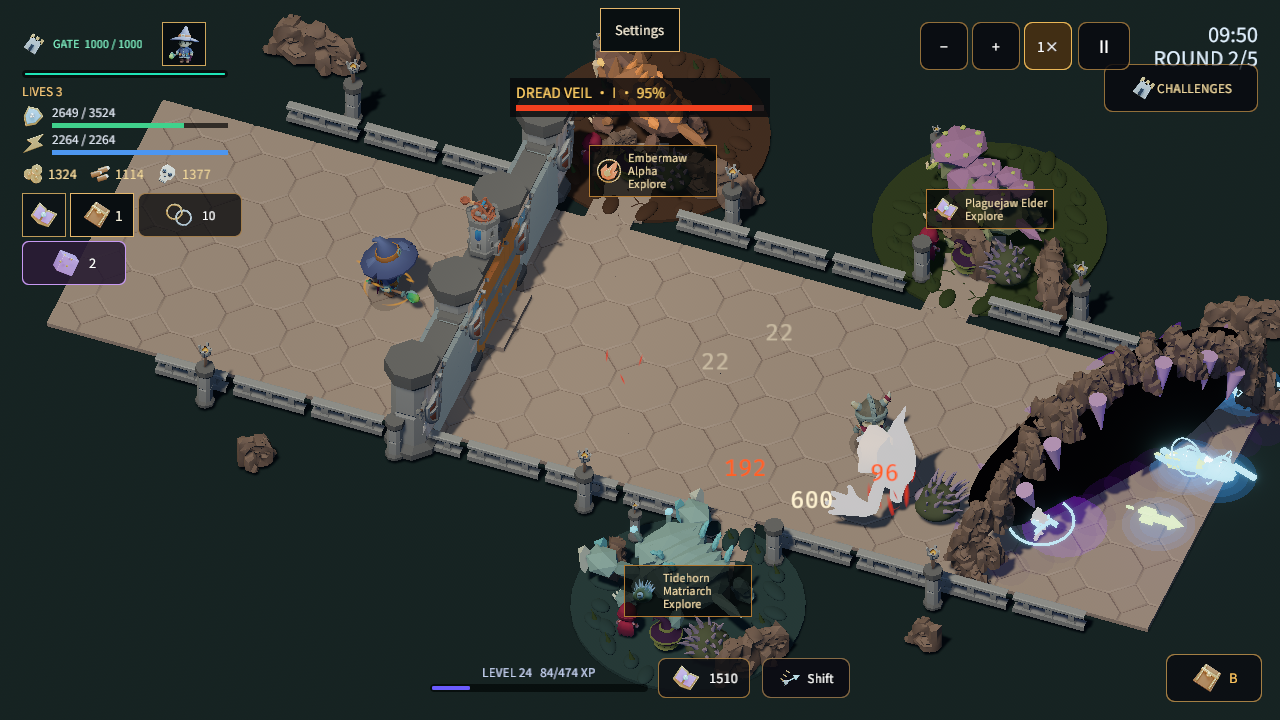 GATE 1000 / 1000
Settings
- + 1× II
09:50
ROUND 2/5
CHALLENGES
LIVES 3
2649 / 3524
2264 / 2264
1324 1114 1377
1 10
2
DREAD VEIL • I • 95%
Embermaw
Alpha
Explore
Plaguejaw Elder
Explore
22
22
192
96
600
Tidehorn
Matriarch
Explore
LEVEL 24 84/474 XP
1510
Shift
B